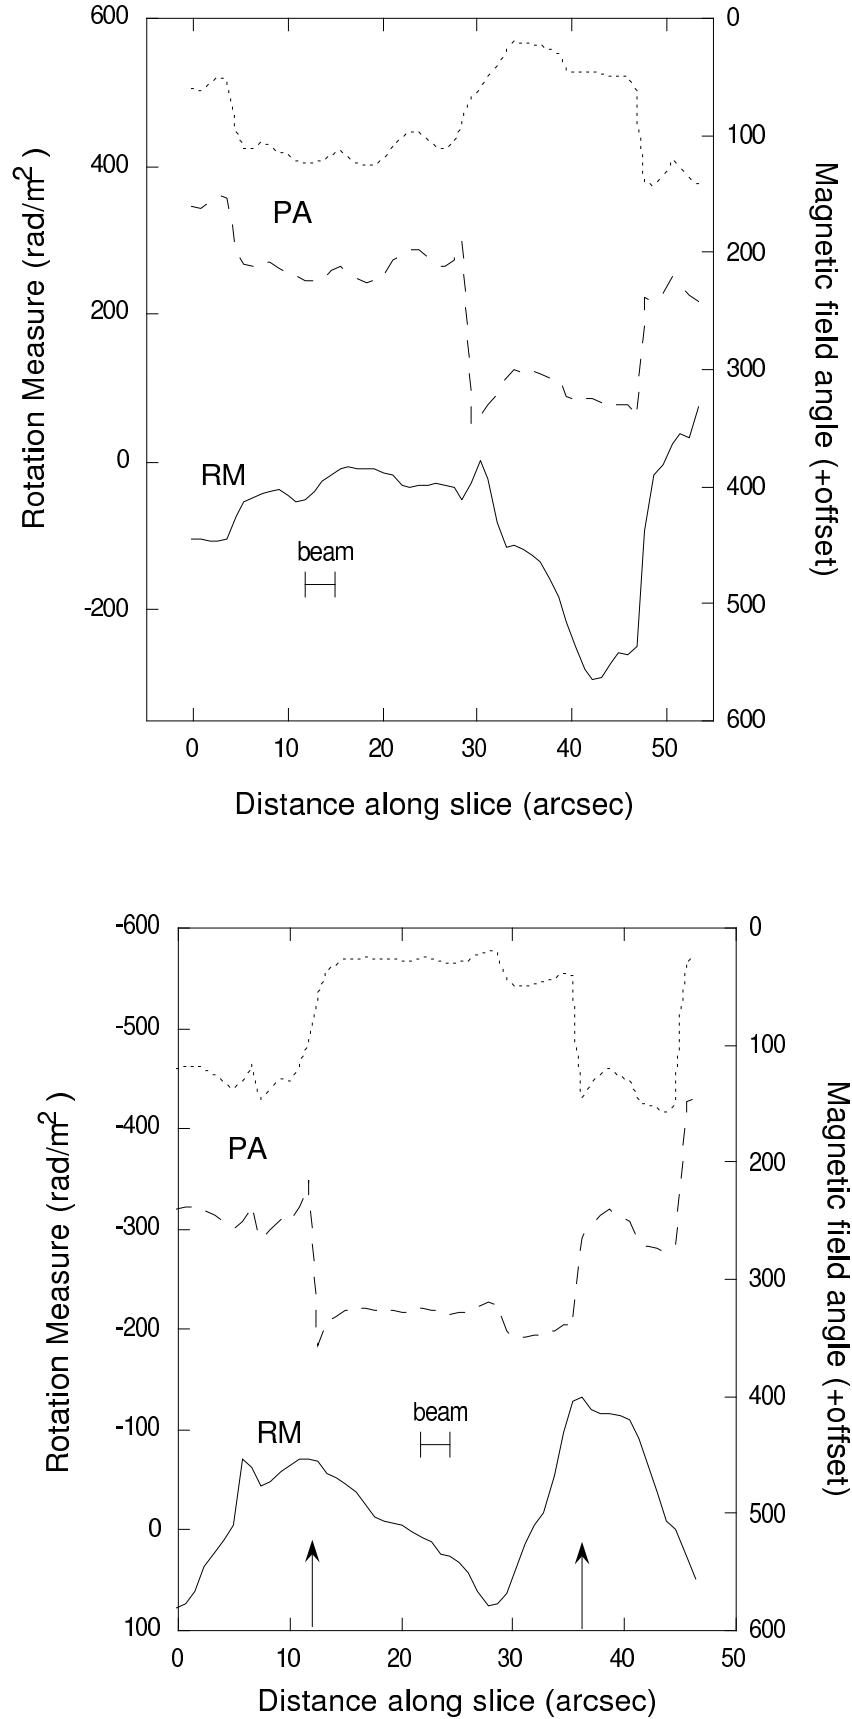 600
400
200
0
-200
Rotation Measure (rad/m2)
0
100
200
300
400
500
600
Magnetic field angle (+offset)
PA
RM
beam
0 10 20 30 40 50
Distance along slice (arcsec)
-600
-500
-400
-300
-200
-100
0
100
Rotation Measure (rad/m2)
0
100
200
300
400
500
600
Magnetic field angle (+offset)
PA
RM
beam
0 10 20 30 40 50
Distance along slice (arcsec)